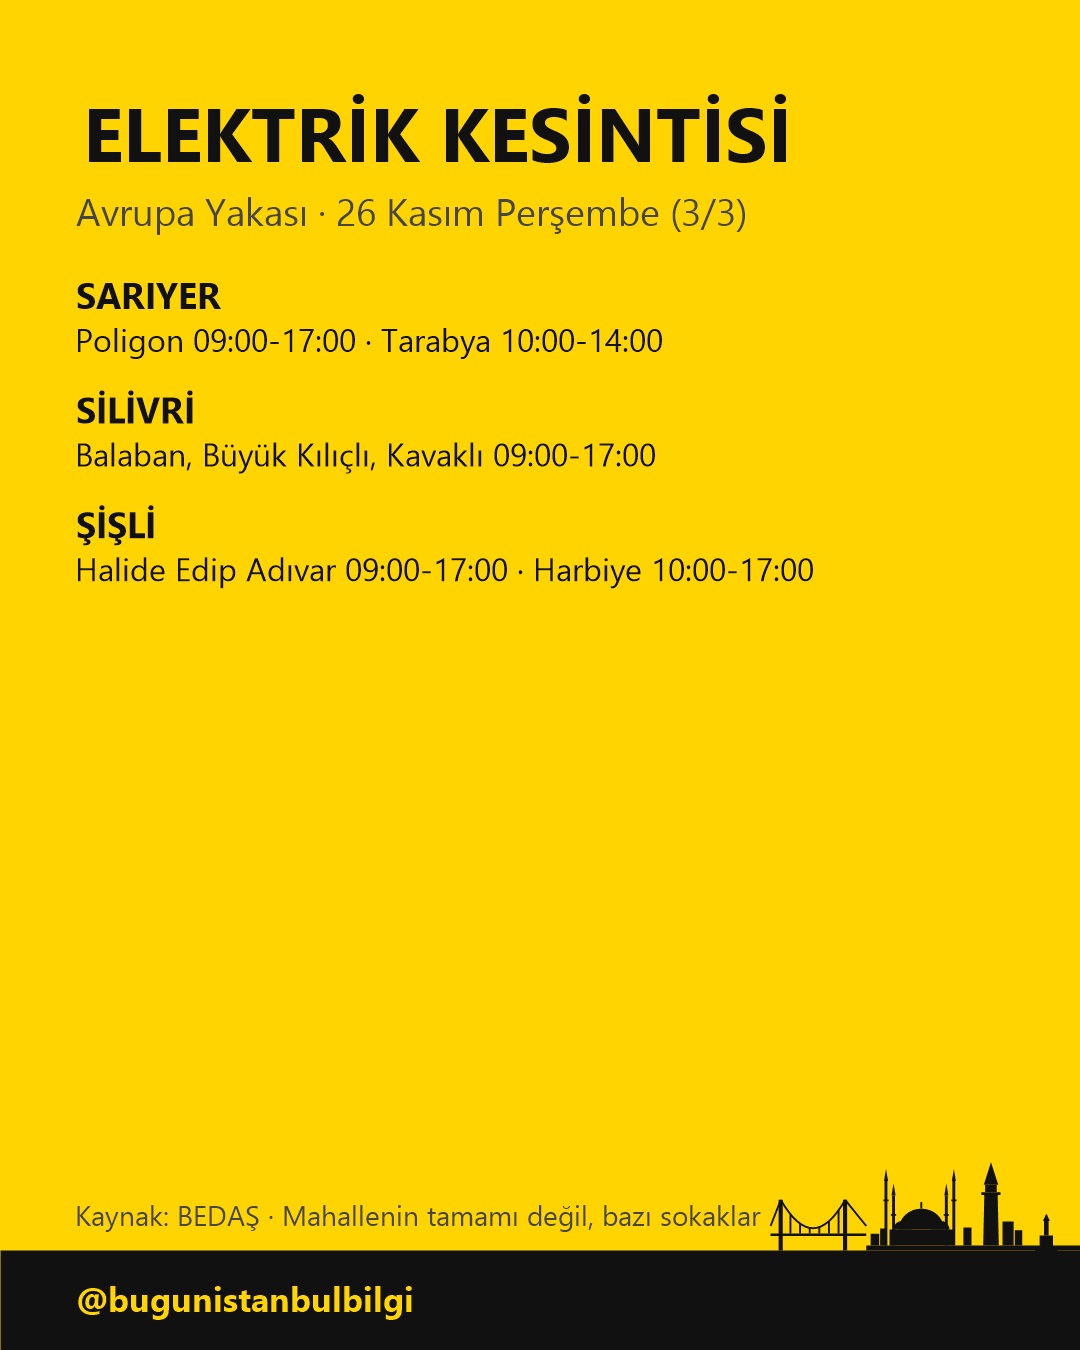 ELEKTRİK KESİNTİSİ
Avrupa Yakası · 26 Kasım Perşembe (3/3)
SARIYER
Poligon 09:00-17:00 · Tarabya 10:00-14:00
SİLİVRİ
Balaban, Büyük Kılıçlı, Kavaklı 09:00-17:00
ŞİŞLİ
Halide Edip Adıvar 09:00-17:00 · Harbiye 10:00-17:00
Kaynak: BEDAŞ · Mahallenin tamamı değil, bazı sokaklar
@bugunistanbulbilgi